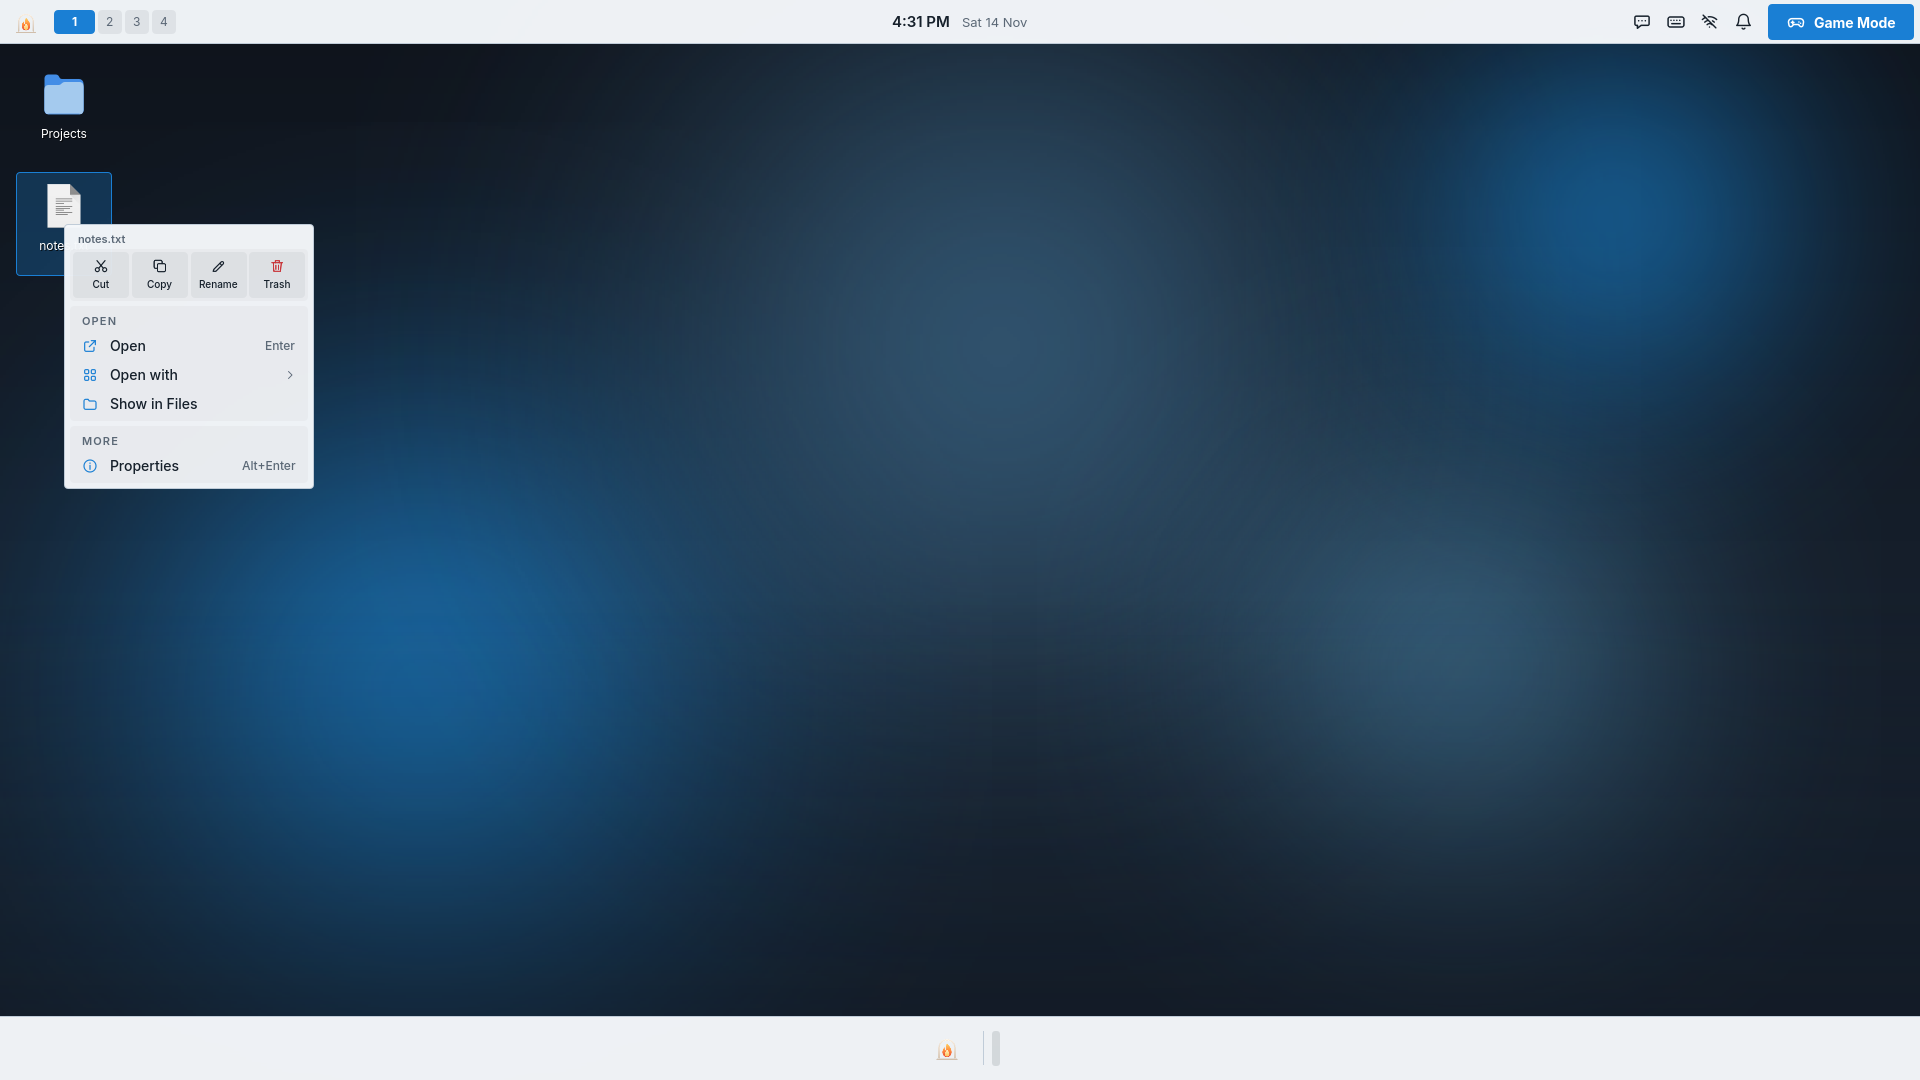 1 2 3 4 4:31 PM Sat 14 Nov Game Mode
Projects
note
notes.txt
Cut Copy Rename Trash
OPEN
Open Enter
Open with
Show in Files
MORE
Properties Alt+Enter